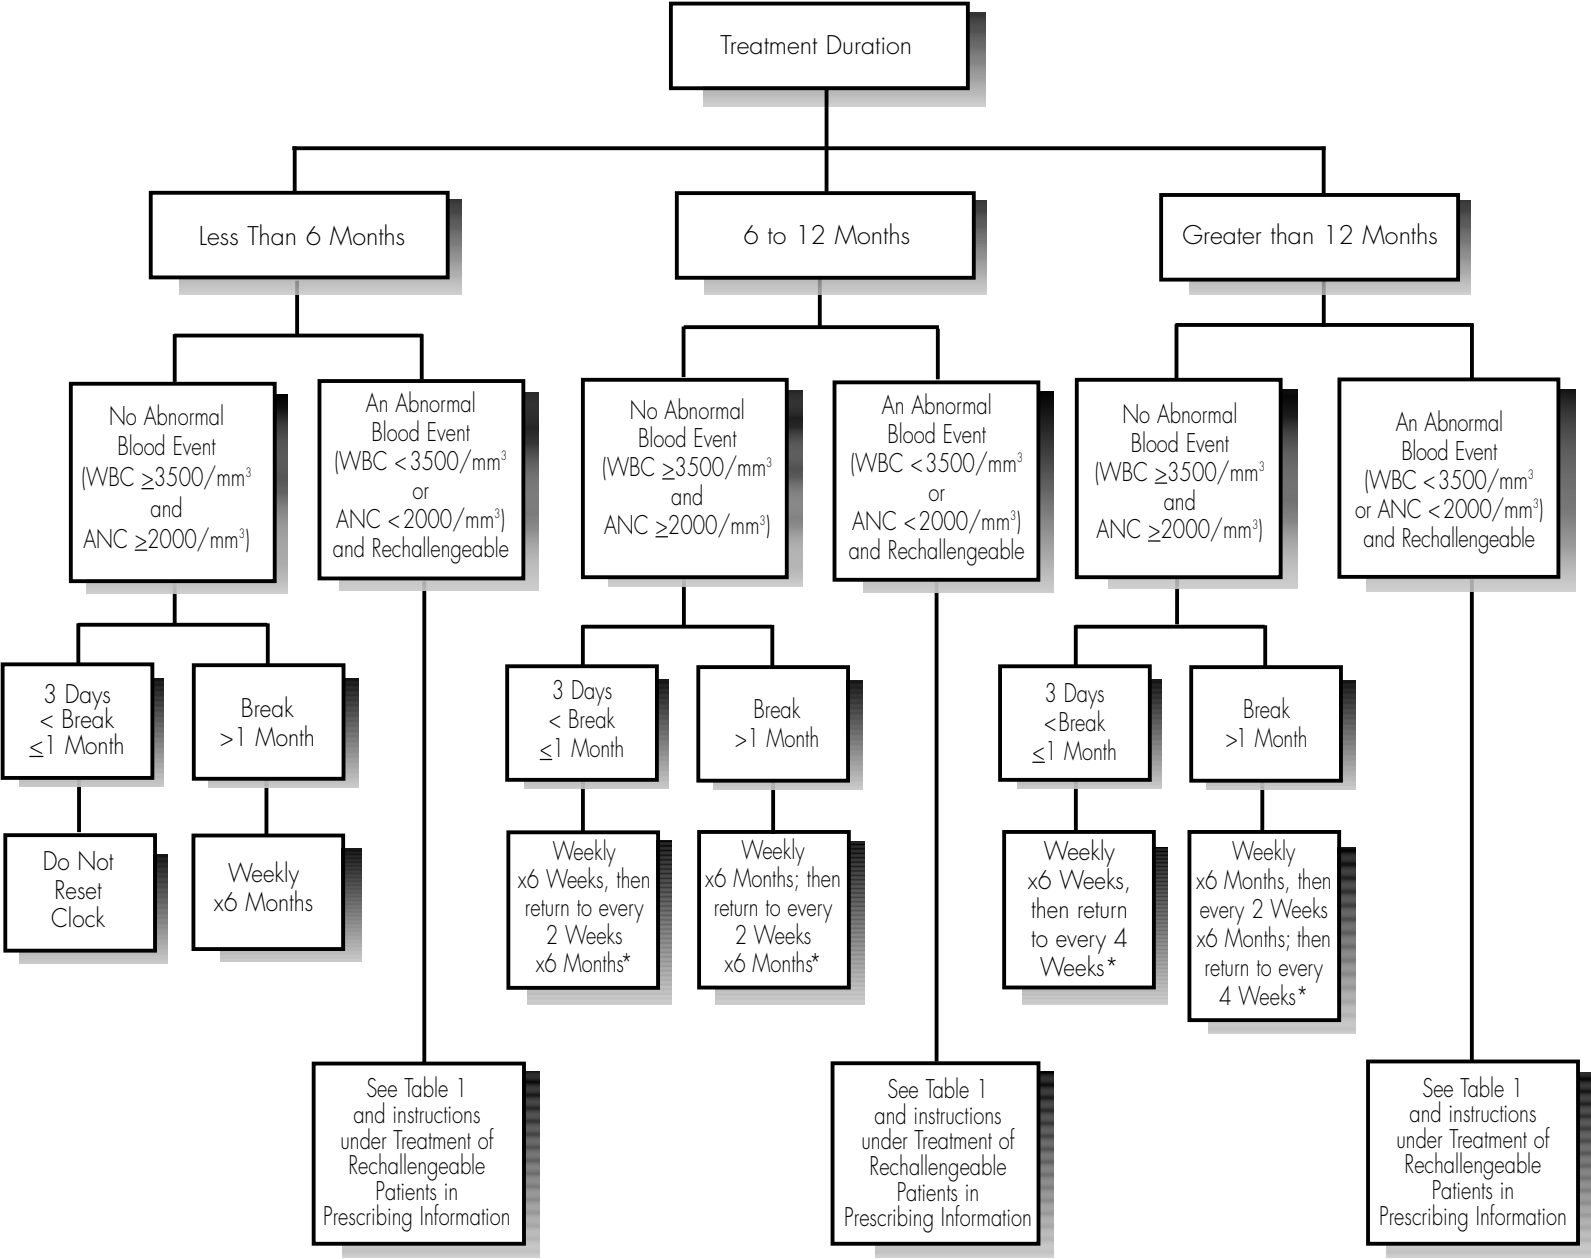 Treatment Duration
Less Than 6 Months
6 to 12 Months
Greater than 12 Months
No Abnormal
Blood Event
(WBC ≥3500/mm³
and
ANC ≥2000/mm³)
An Abnormal
Blood Event
(WBC <3500/mm³
or
ANC <2000/mm³)
and Rechallengeable
No Abnormal
Blood Event
(WBC ≥3500/mm³
and
ANC ≥2000/mm³)
An Abnormal
Blood Event
(WBC <3500/mm³
or
ANC <2000/mm³)
and Rechallengeable
No Abnormal
Blood Event
(WBC ≥3500/mm³
and
ANC ≥2000/mm³)
An Abnormal
Blood Event
(WBC <3500/mm³
or ANC <2000/mm³)
and Rechallengeable
3 Days
< Break
≤1 Month
Break
>1 Month
3 Days
< Break
≤1 Month
Break
>1 Month
3 Days
<Break
≤1 Month
Break
>1 Month
Do Not
Reset
Clock
Weekly
x6 Months
Weekly
x6 Weeks, then
return to every
2 Weeks
x6 Months*
Weekly
x6 Months; then
return to every
2 Weeks
x6 Months*
Weekly
x6 Weeks,
then return
to every 4
Weeks*
Weekly
x6 Months, then
every 2 Weeks
x6 Months; then
return to every
4 Weeks*
See Table 1
and instructions
under Treatment of
Rechallengeable
Patients in
Prescribing Information
See Table 1
and instructions
under Treatment of
Rechallengeable
Patients in
Prescribing Information
See Table 1
and instructions
under Treatment of
Rechallengeable
Patients in
Prescribing Information